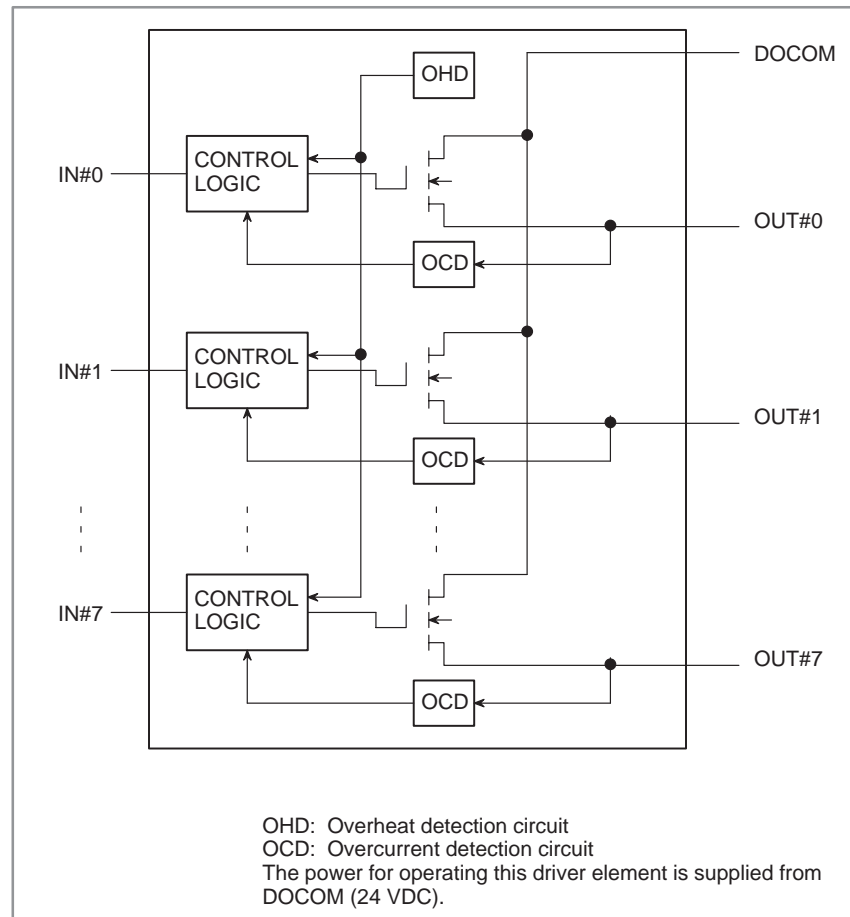 DOCOM
OHD
CONTROL
LOGIC
IN#0
OUT#0
OCD
CONTROL
LOGIC
IN#1
OUT#1
OCD
CONTROL
LOGIC
IN#7
OUT#7
OCD
OHD: Overheat detection circuit
OCD: Overcurrent detection circuit
The power for operating this driver element is supplied from
DOCOM (24 VDC).